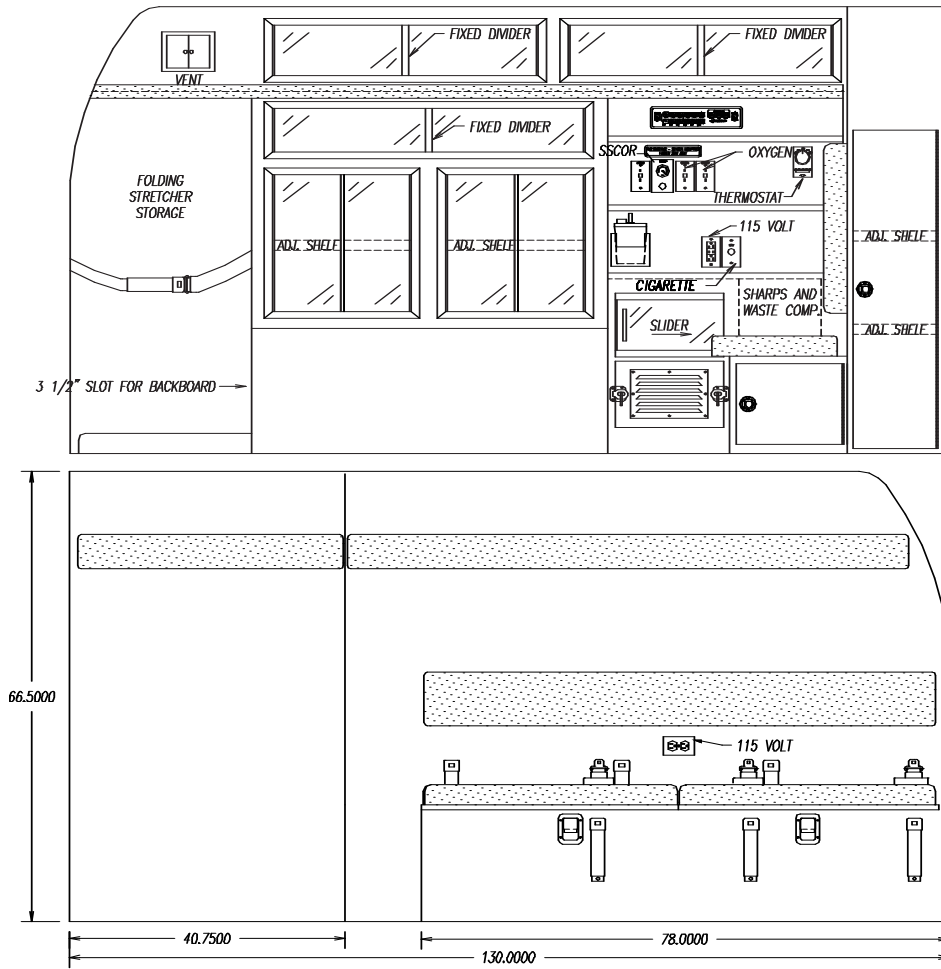 FIXED DIVIDER
FIXED DIVIDER
VENT
FIXED DIVIDER
SSCOR
OXYGEN
FOLDING
STRETCHER
STORAGE
THERMOSTAT
115 VOLT
ADJ. SHELF
ADJ. SHELF
ADJ. SHELF
CIGARETTE
SHARPS AND
WASTE COMP.
SLIDER
ADJ. SHELF
3 1/2" SLOT FOR BACKBOARD
66.5000
115 VOLT
40.7500
78.0000
130.0000